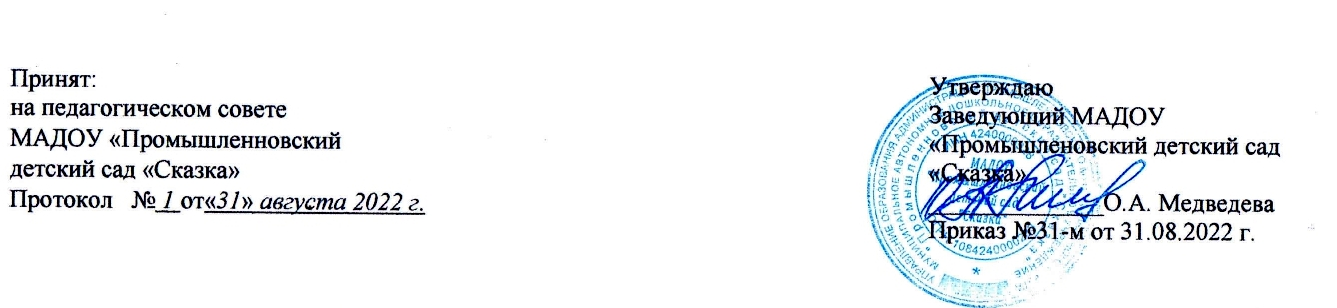 Принят:
на педагогическом совете
МАДОУ «Промышленновский
детский сад «Сказка»
Протокол № 1 от«31» августа 2022 г.
Утверждаю
Заведующий МАДОУ
«Промышленовский детский сад
«Сказка»
О.А. Медведева
Приказ №31-м от 31.08.2022 г.